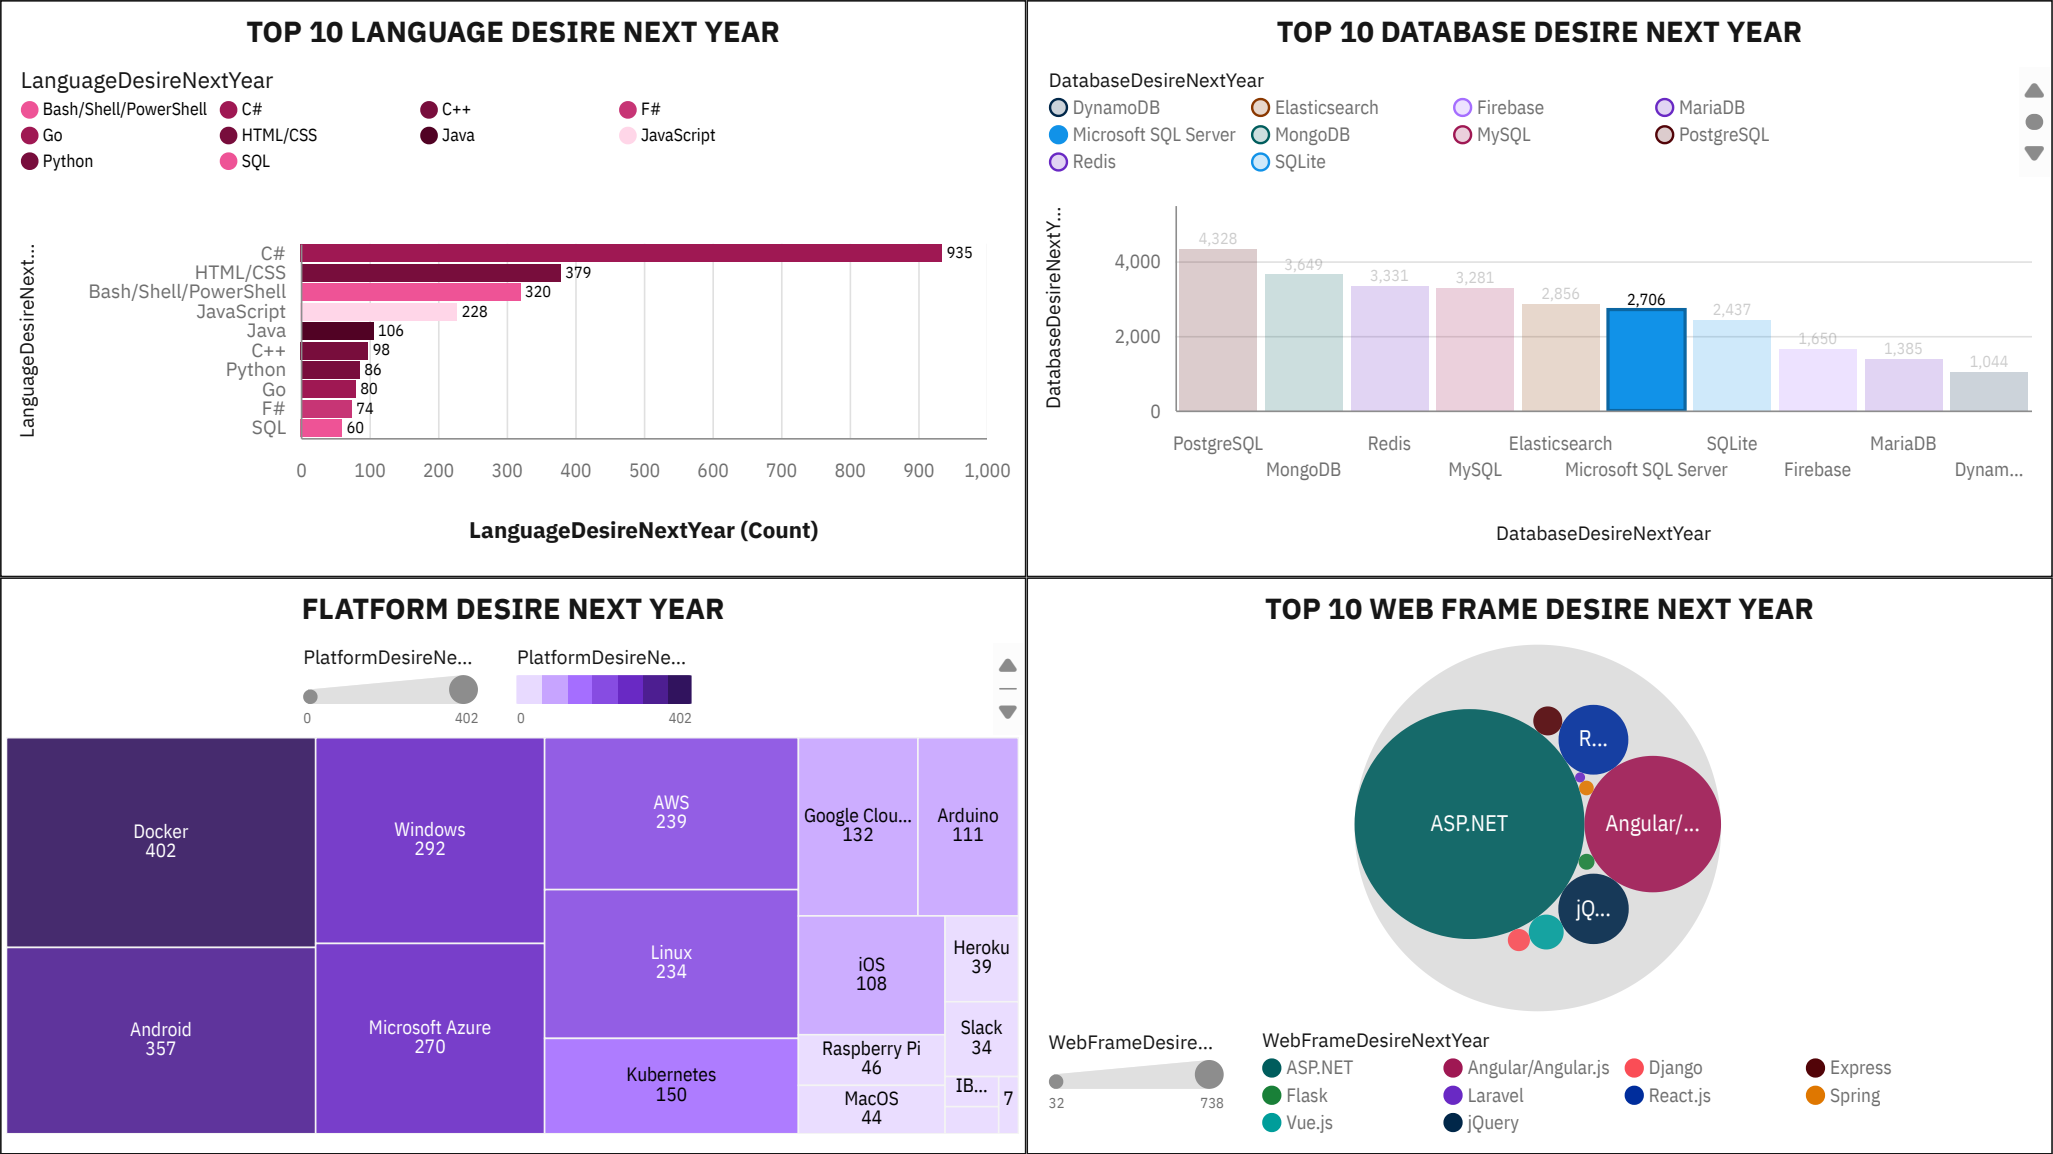 TOP 10 LANGUAGE DESIRE NEXT YEAR
LanguageDesireNextYear
Bash/Shell/PowerShell C# C++ F#
Go HTML/CSS Java JavaScript
Python SQL
LanguageDesireNext...
C# 935
HTML/CSS 379
Bash/Shell/PowerShell 320
JavaScript 228
Java 106
C++ 98
Python 86
Go 80
F# 74
SQL 60
0 100 200 300 400 500 600 700 800 900 1,000
LanguageDesireNextYear (Count)
TOP 10 DATABASE DESIRE NEXT YEAR
DatabaseDesireNextYear
DynamoDB Elasticsearch Firebase MariaDB
Microsoft SQL Server MongoDB MySQL PostgreSQL
Redis SQLite
DatabaseDesireNextY...
4,000
2,000
0
4,328 3,649 3,331 3,281 2,856 2,706 2,437 1,650 1,385 1,044
PostgreSQL Redis Elasticsearch SQLite MariaDB
MongoDB MySQL Microsoft SQL Server Firebase Dynam...
DatabaseDesireNextYear
FLATFORM DESIRE NEXT YEAR
PlatformDesireNe... PlatformDesireNe...
0 402 0 402
Docker
402
Android
357
Windows
292
Microsoft Azure
270
AWS
239
Linux
234
Kubernetes
150
Google Clou...
132
Arduino
111
iOS
108
Raspberry Pi
46
MacOS
44
Heroku
39
Slack
34
IB...
7
TOP 10 WEB FRAME DESIRE NEXT YEAR
R...
ASP.NET
Angular/...
jQ...
WebFrameDesire...
32 738
WebFrameDesireNextYear
ASP.NET Angular/Angular.js Django Express
Flask Laravel React.js Spring
Vue.js jQuery